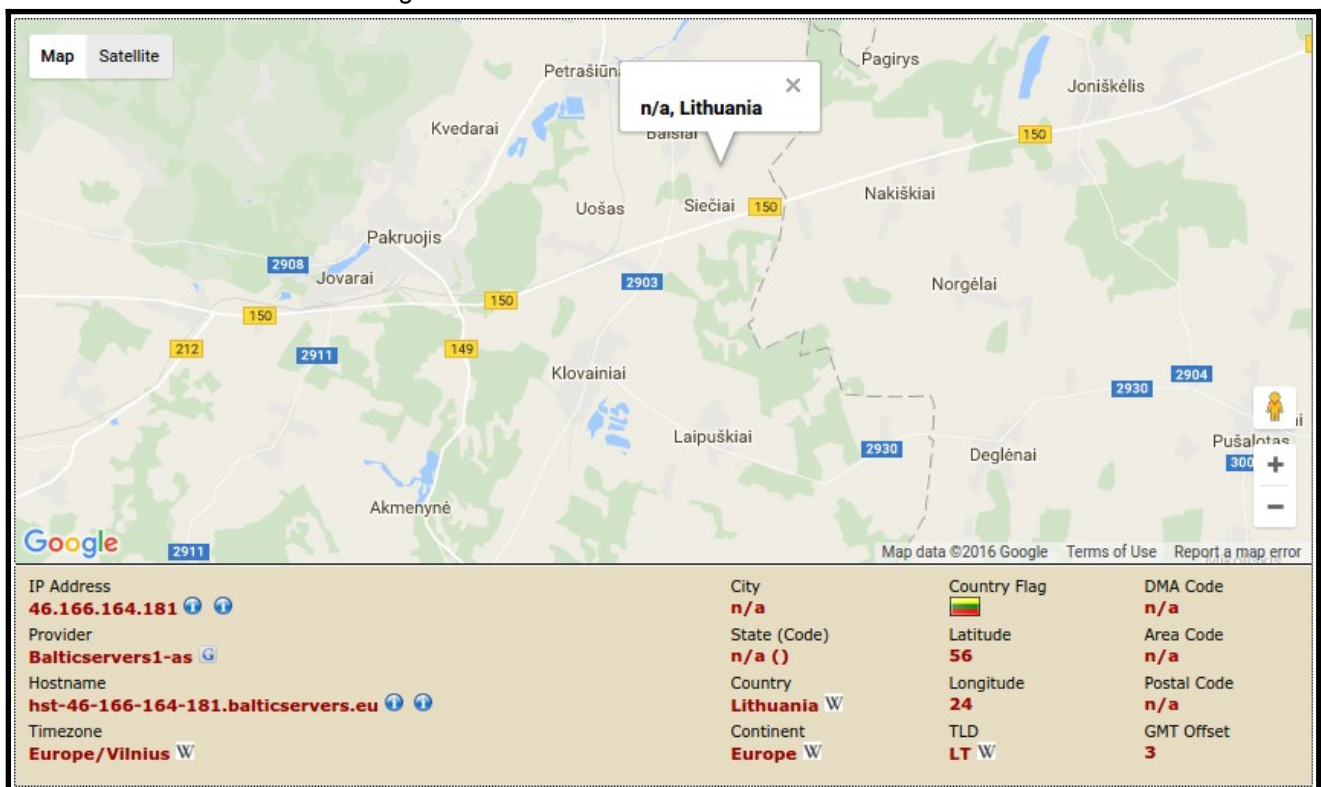 Map Satellite
Petrašiūn
Pagirys
Joniškėlis
n/a, Lithuania
Kvedarai
Balsiai
150
Nakiškiai
Uošas
Siečiai
150
Pakruojis
2908
Jovarai
2903
Norgėlai
150
150
212
2911
149
Klovainiai
2904
2930
Laipuškiai
2930
Deglėnai
Pušalotas
300
Akmenynė
Google
2911
Map data ©2016 Google Terms of Use Report a map error
IP Address
46.166.164.181
Provider
Balticservers1-as
Hostname
hst-46-166-164-181.balticservers.eu
Timezone
Europe/Vilnius
City
n/a
State (Code)
n/a ()
Country
Lithuania
Continent
Europe
Country Flag
Latitude
56
Longitude
24
TLD
LT
DMA Code
n/a
Area Code
n/a
Postal Code
n/a
GMT Offset
3